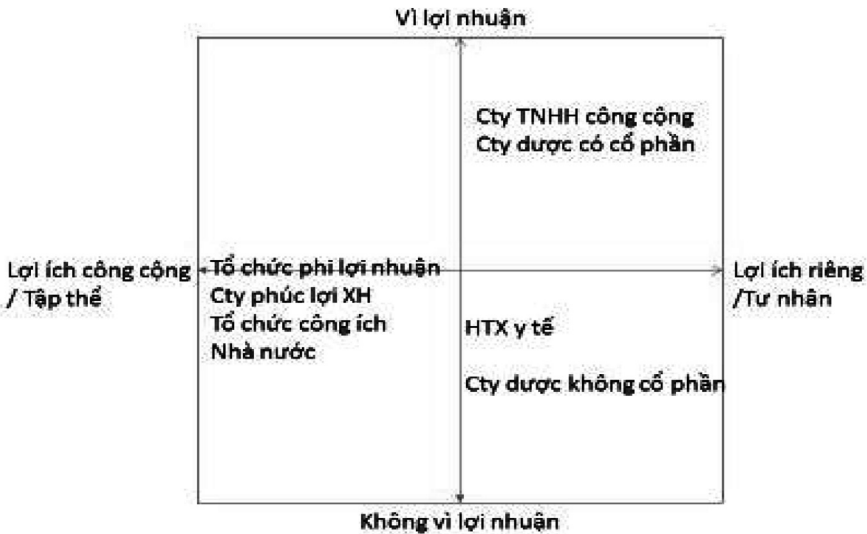 Vì lợi nhuận
Cty TNHH công cộng
Cty dược có cổ phần
Lợi ích công cộng
/ Tập thể
Tổ chức phi lợi nhuận
Cty phúc lợi XH
Tổ chức công ích
Nhà nước
Lợi ích riêng
/Tư nhân
HTX y tế
Cty dược không cổ phần
Không vì lợi nhuận